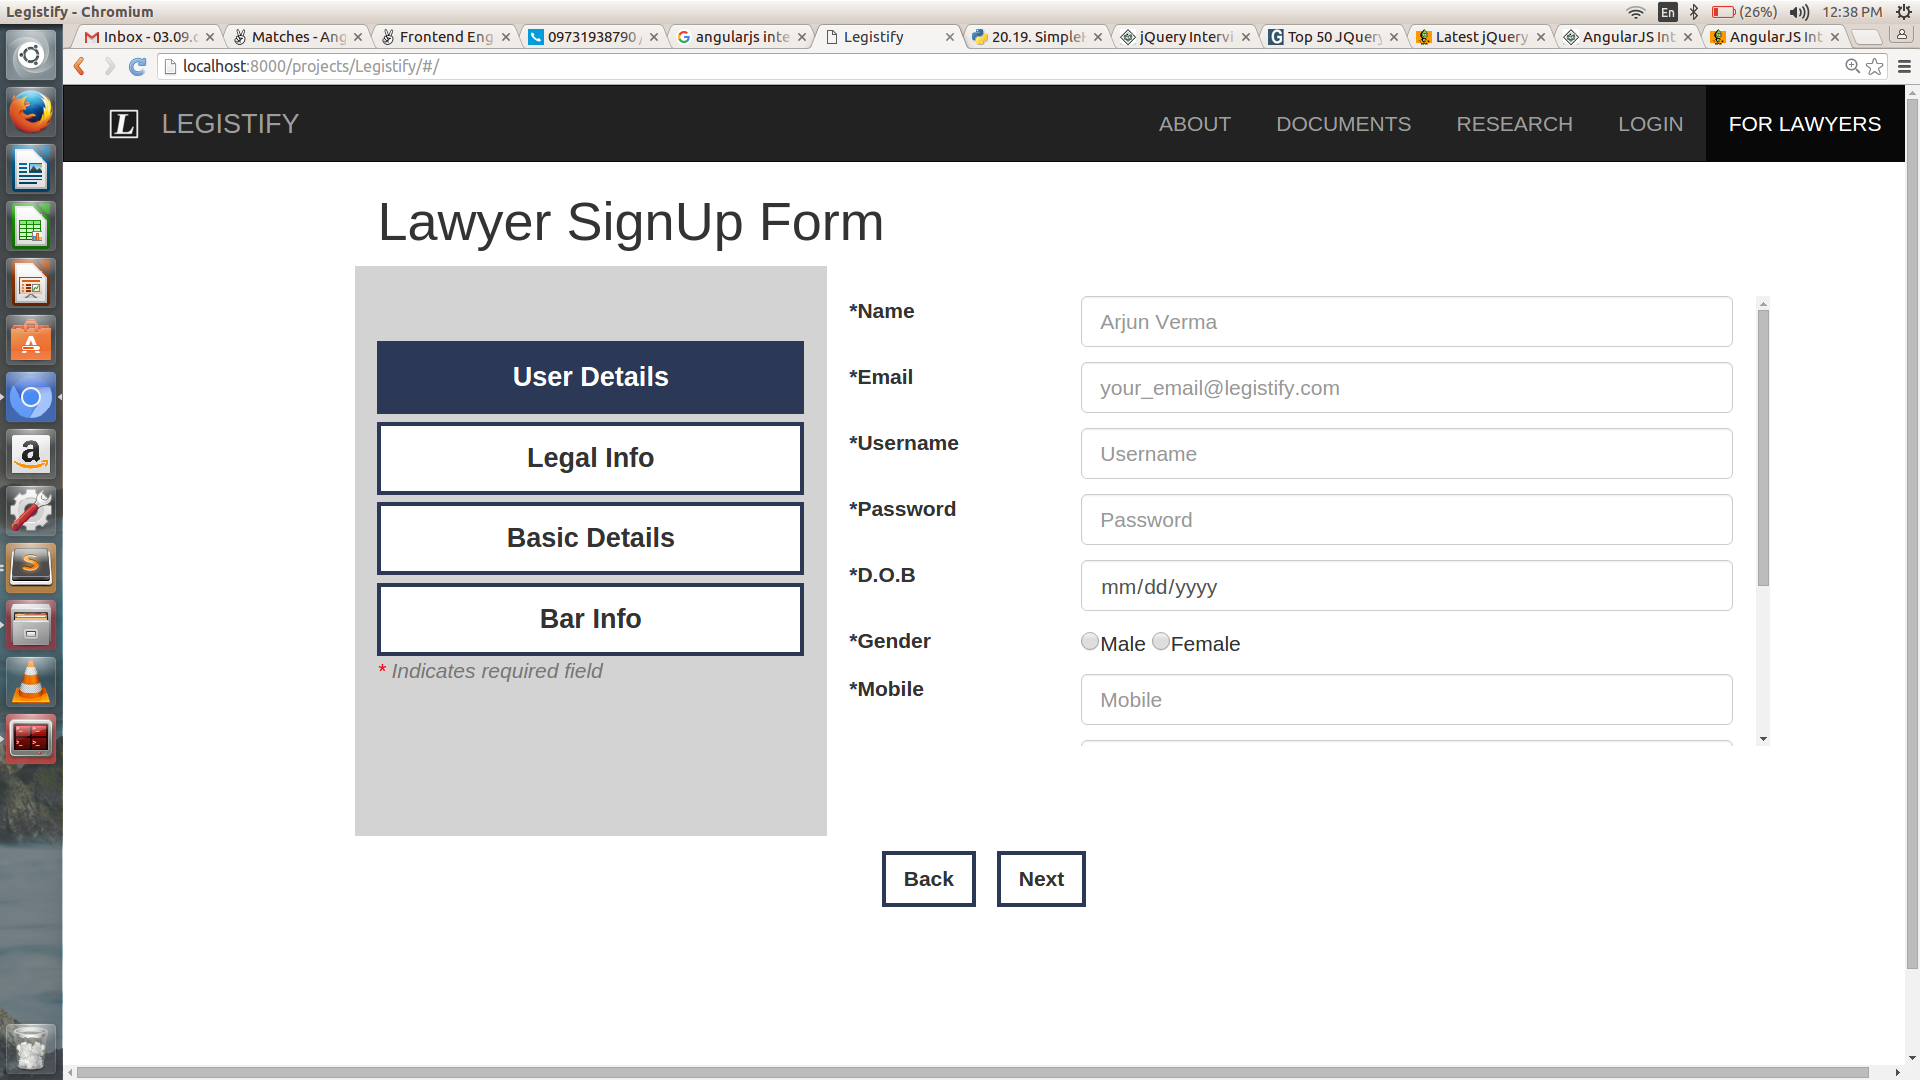 Legistify - Chromium
En (26%) 12:38 PM
Inbox - 03.09.
Matches - Ang
Frontend Eng
09731938790
angularjs inte
Legistify
20.19. Simple
jQuery Intervi
Top 50 JQuery
Latest jQuery
AngularJS Int
AngularJS Int
localhost:8000/projects/Legistify/#/
L LEGISTIFY
ABOUT DOCUMENTS RESEARCH LOGIN FOR LAWYERS
Lawyer SignUp Form
User Details
Legal Info
Basic Details
Bar Info
* Indicates required field
*Name Arjun Verma
*Email your_email@legistify.com
*Username Username
*Password Password
*D.O.B mm/dd/yyyy
*Gender Male Female
*Mobile Mobile
Back Next